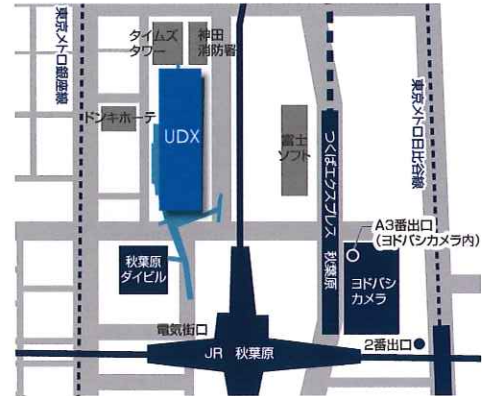 東京メトロ銀座線
タイムズ
タワー
神田
消防署
ドンキホーテ
UDX
富士
ソフト
つくばエクスプレス 秋葉原
東京メトロ日比谷線
A3番出口
(ヨドバシカメラ内)
秋葉原
ダイビル
ヨドバシ
カメラ
電気街口
JR 秋葉原
2番出口